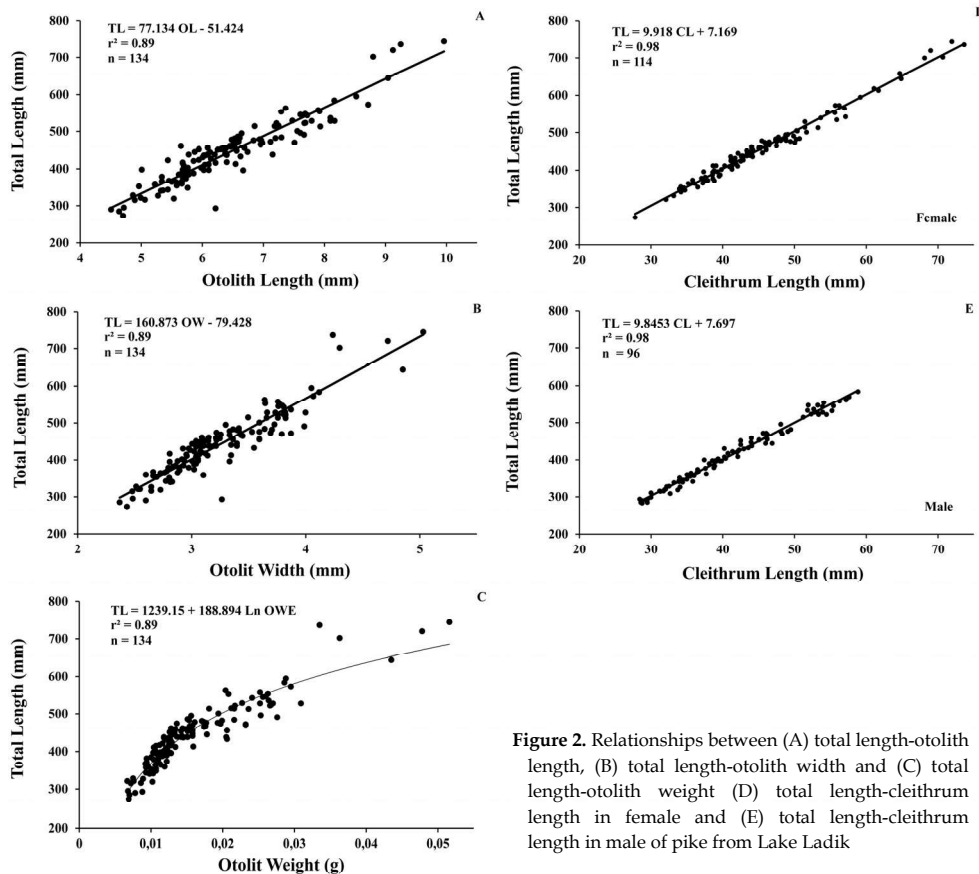 A
TL = 77.134 OL - 51.424
r² = 0.89
n = 134
800
700
600
500
400
300
200
4 5 6 7 8 9 10
Total Length (mm)
Otolith Length (mm)
TL = 9.918 CL + 7.169
r² = 0.98
n = 114
800
700
600
500
400
300
200
20 30 40 50 60 70
Total Length (mm)
Cleithrum Length (mm)
Female
B
TL = 160.873 OW - 79.428
r² = 0.89
n = 134
800
700
600
500
400
300
200
2 3 4 5
Total Length (mm)
Otolit Width (mm)
E
TL = 9.8453 CL + 7.697
r² = 0.98
n = 96
800
700
600
500
400
300
200
20 30 40 50 60 70
Total Length (mm)
Cleithrum Length (mm)
Male
C
TL = 1239.15 + 188.894 Ln OWE
r² = 0.89
n = 134
800
700
600
500
400
300
200
0 0,01 0,02 0,03 0,04 0,05
Total Length (mm)
Otolit Weight (g)
Figure 2. Relationships between (A) total length-otolith
length, (B) total length-otolith width and (C) total
length-otolith weight (D) total length-cleithrum
length in female and (E) total length-cleithrum
length in male of pike from Lake Ladik